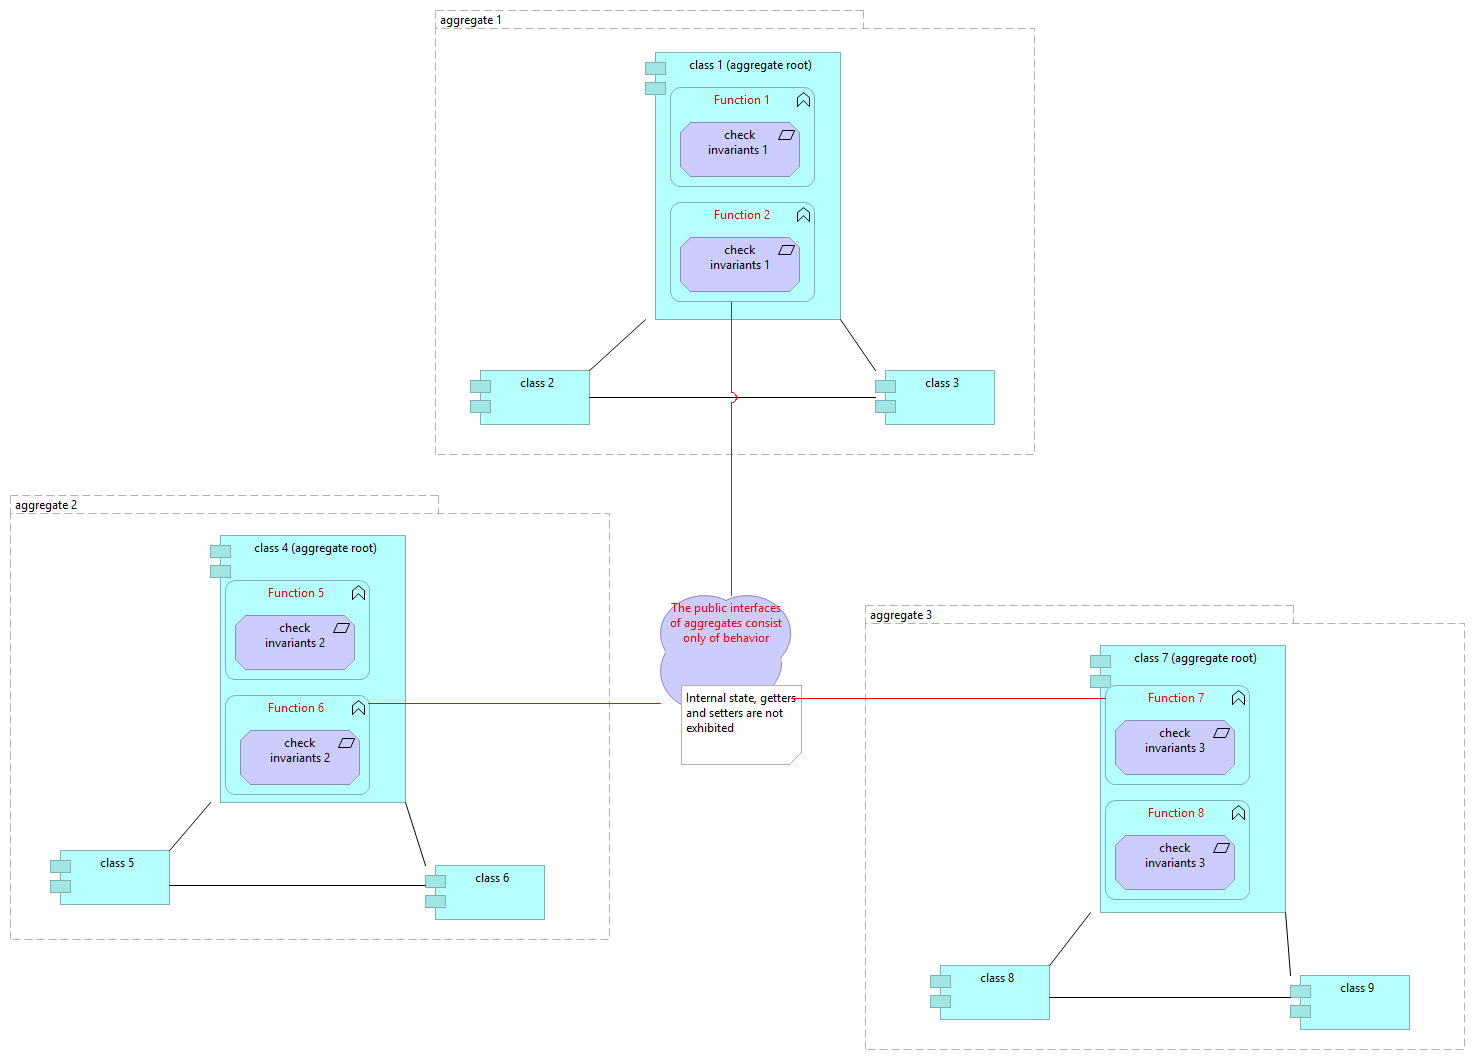 aggregate 1
class 1 (aggregate root)
Function 1
check
invariants 1
Function 2
check
invariants 1
class 2
class 3
aggregate 2
class 4 (aggregate root)
Function 5
check
invariants 2
Function 6
check
invariants 2
class 5
class 6
The public interfaces
of aggregates consist
only of behavior
Internal state, getters
and setters are not
exhibited
aggregate 3
class 7 (aggregate root)
Function 7
check
invariants 3
Function 8
check
invariants 3
class 8
class 9